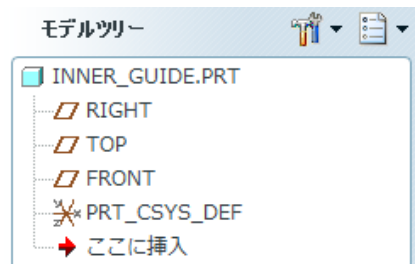 モデルツリー
INNER_GUIDE.PRT
RIGHT
TOP
FRONT
PRT_CSYS_DEF
ここに挿入